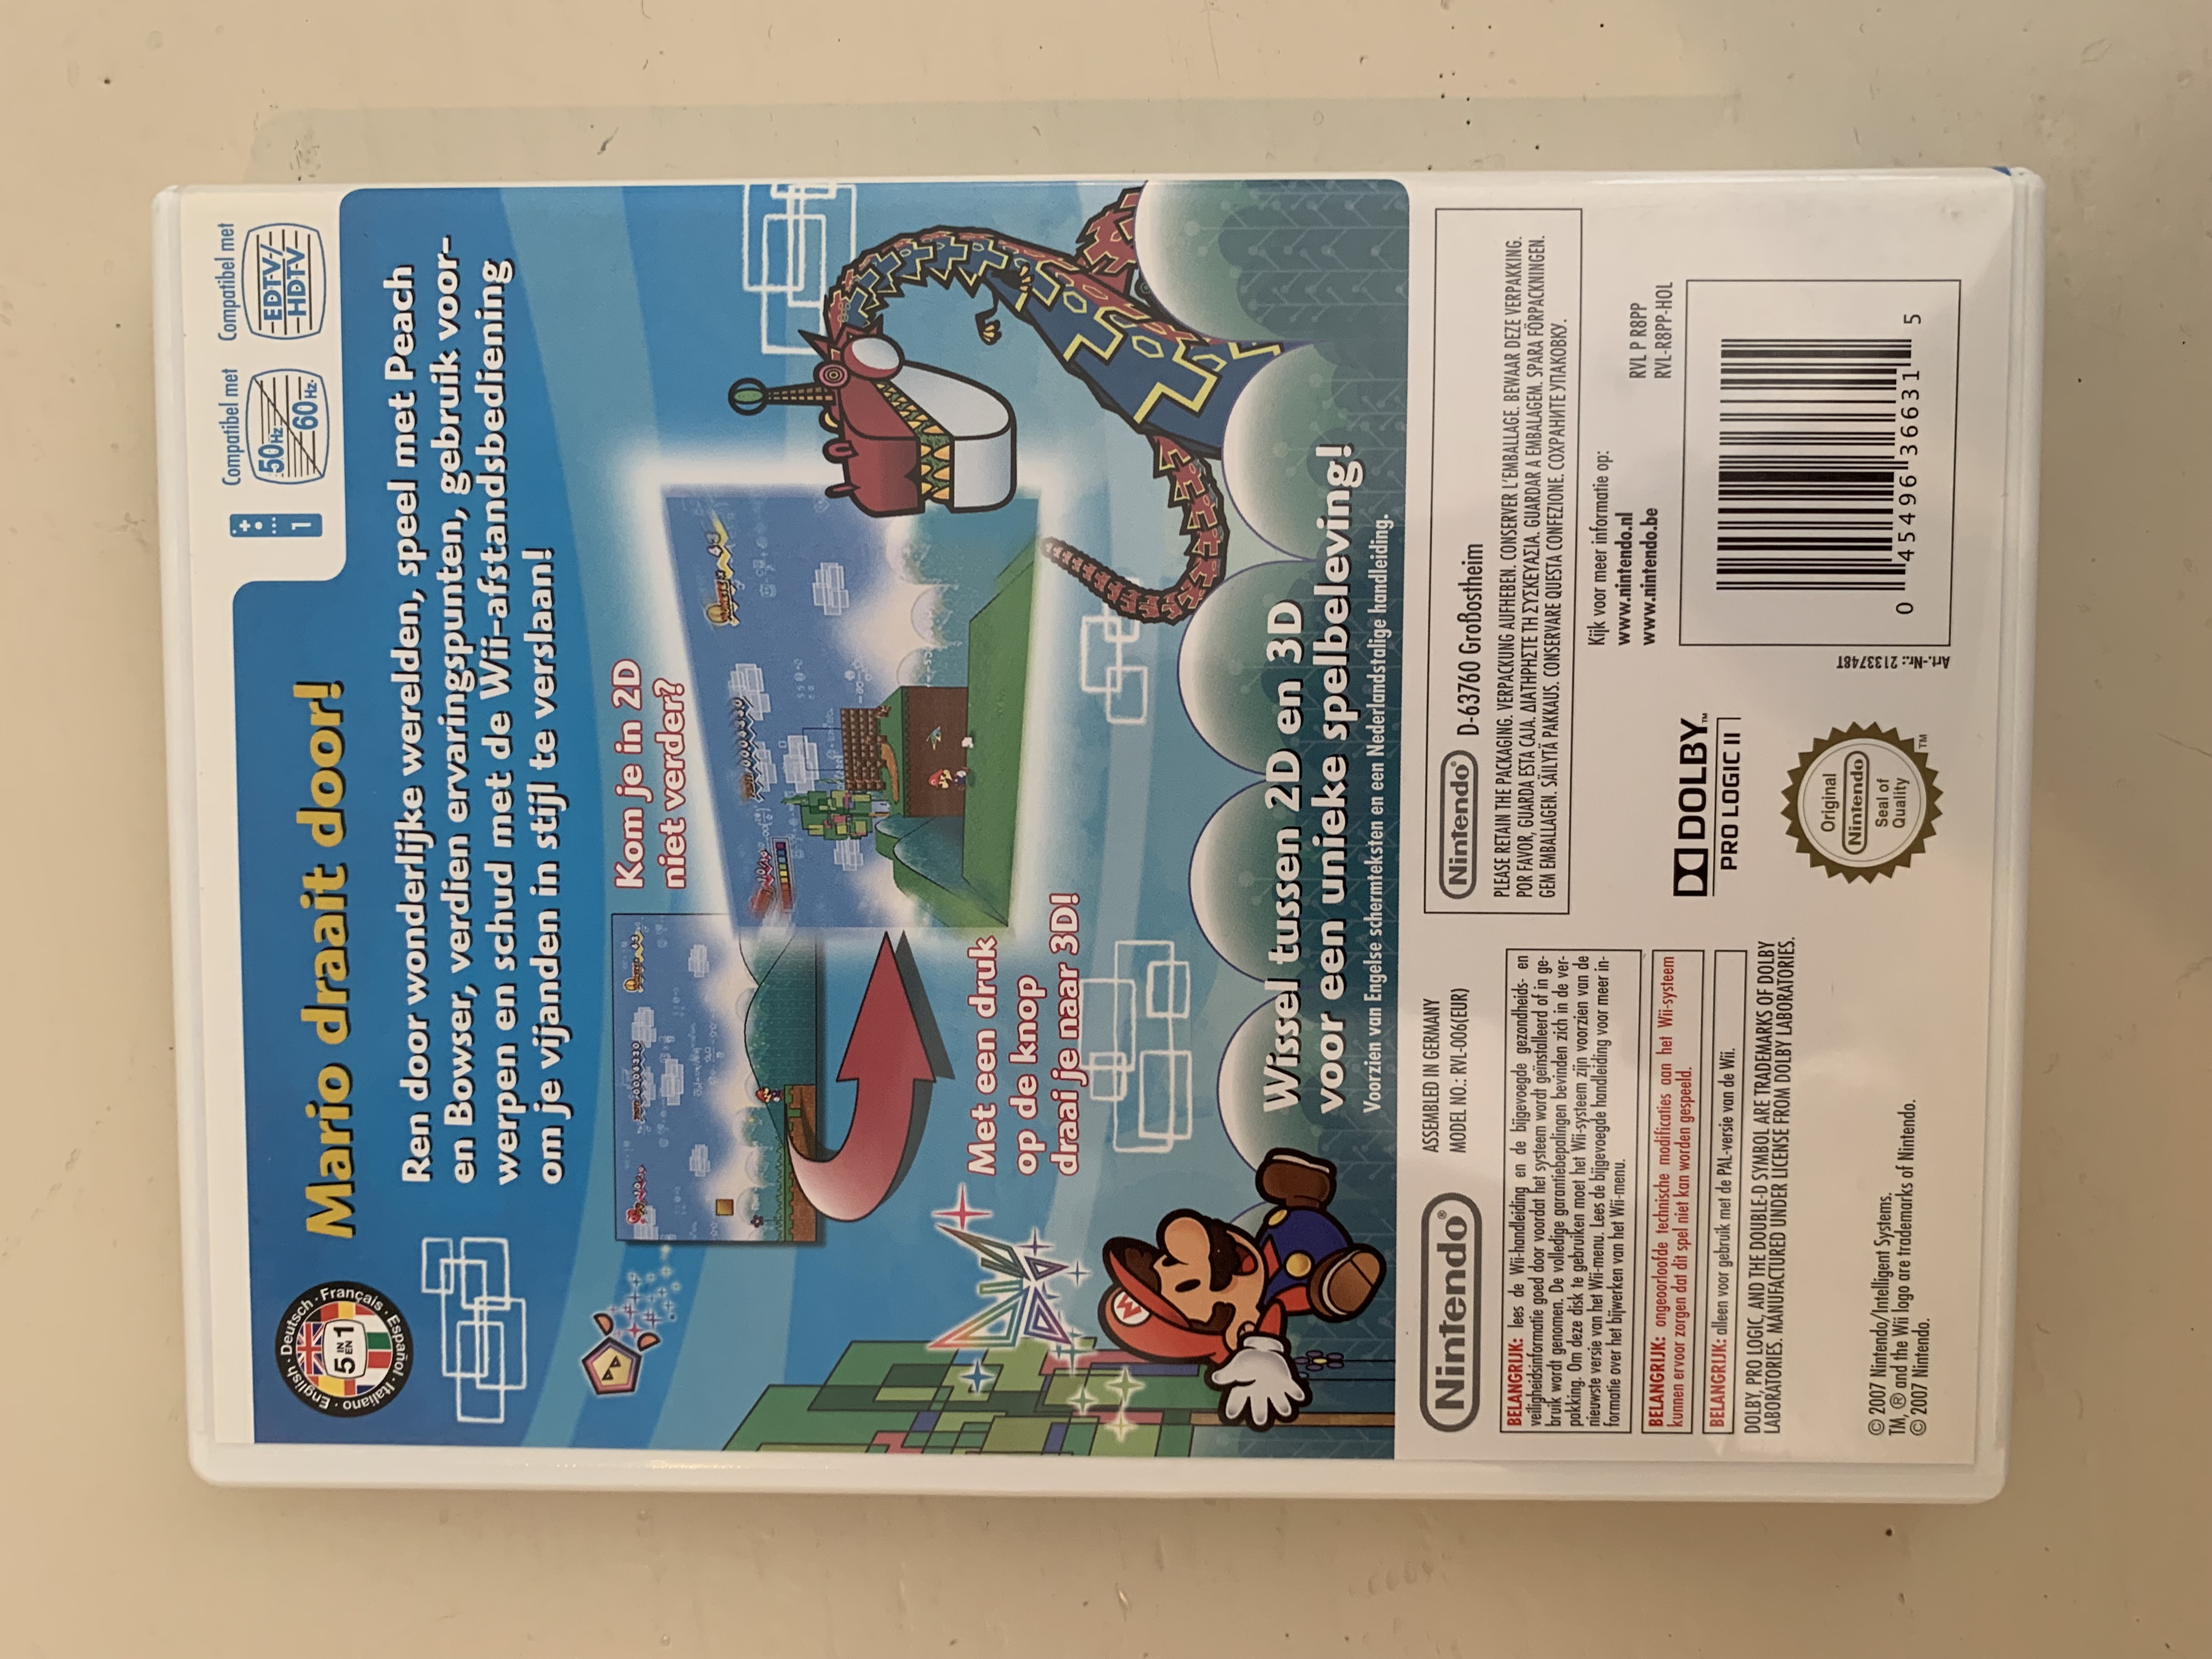 Compatibel met
50Hz
60Hz
Compatibel met
EDTV/
HDTV
1
English · Deutsch · Français · Español · Italiano ·
5 IN EN 1
Mario draait door!
Ren door wonderlijke werelden, speel met Peach
en Bowser, verdien ervaringspunten, gebruik voor-
werpen en schud met de Wii-afstandsbediening
om je vijanden in stijl te verslaan!
Kom je in 2D
niet verder?
Met een druk
op de knop
draai je naar 3D!
Wissel tussen 2D en 3D
voor een unieke spelbeleving!
Voorzien van Engelse schermteksten en een Nederlandstalige handleiding.
Nintendo®
ASSEMBLED IN GERMANY
MODEL NO.: RVL-006(EUR)
BELANGRIJK: lees de Wii-handleiding en de bijgevoegde gezondheids- en
veiligheidsinformatie goed door voordat het systeem wordt geïnstalleerd of in ge-
bruik wordt genomen. De volledige garantiebepalingen bevinden zich in de ver-
pakking. Om deze disk te gebruiken moet het Wii-systeem zijn voorzien van de
nieuwste versie van het Wii-menu. Lees de bijgevoegde handleiding voor meer in-
formatie over het bijwerken van het Wii-menu.
BELANGRIJK: ongeoorloofde technische modificaties aan het Wii-systeem
kunnen ervoor zorgen dat dit spel niet kan worden gespeeld.
BELANGRIJK: alleen voor gebruik met de PAL-versie van de Wii.
DOLBY, PRO LOGIC, AND THE DOUBLE-D SYMBOL ARE TRADEMARKS OF DOLBY
LABORATORIES. MANUFACTURED UNDER LICENSE FROM DOLBY LABORATORIES.
© 2007 Nintendo/Intelligent Systems.
TM, ® and the Wii logo are trademarks of Nintendo.
© 2007 Nintendo.
Nintendo® D-63760 Großostheim
PLEASE RETAIN THE PACKAGING. VERPACKUNG AUFHEBEN. CONSERVER L'EMBALLAGE. BEWAAR DEZE VERPAKKING.
POR FAVOR, GUARDA ESTA CAJA. ΔΙΑΤΗΡΗΣΤΕ ΤΗ ΣΥΣΚΕΥΑΣΙΑ. GUARDAR A EMBALAGEM. SPARA FÖRPACKNINGEN.
GEM EMBALLAGEN. SÄILYTÄ PAKKAUS. CONSERVARE QUESTA CONFEZIONE. СОХРАНИТЕ УПАКОВКУ.
Kijk voor meer informatie op:
www.nintendo.nl
www.nintendo.be
RVL P R8PP
RVL-R8PP-HOL
DOLBY™
PRO LOGIC II
Original
Nintendo
Seal of
Quality
TM
Art.-Nr.: 2133748T
0 45496 36631 5